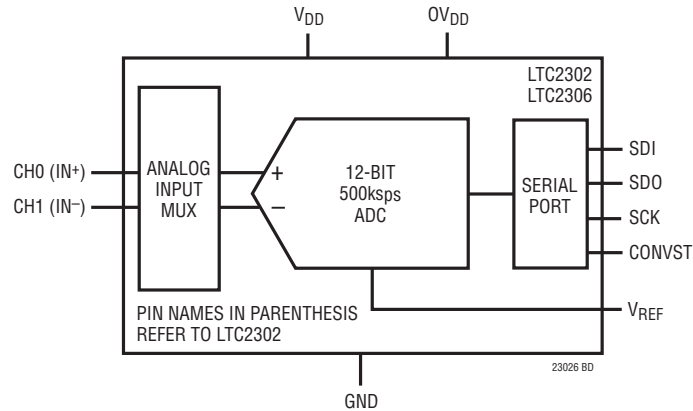 VDD
OVDD
LTC2302
LTC2306
CH0 (IN+)
CH1 (IN–)
ANALOG
INPUT
MUX
+
–
12-BIT
500ksps
ADC
SERIAL
PORT
SDI
SDO
SCK
CONVST
VREF
PIN NAMES IN PARENTHESIS
REFER TO LTC2302
23026 BD
GND